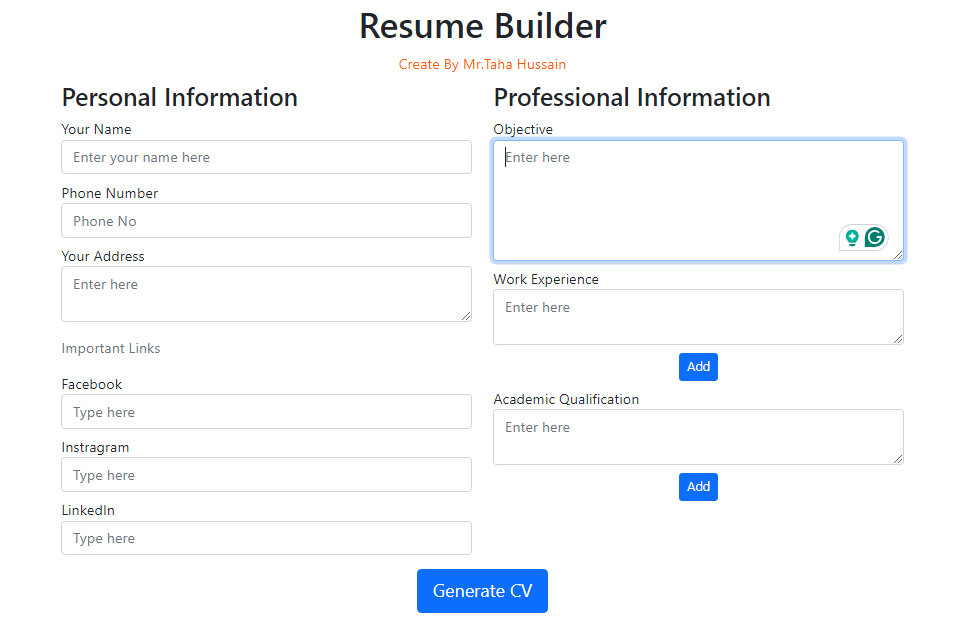 Resume Builder
Create By Mr.Taha Hussain
Personal Information
Your Name
Enter your name here
Phone Number
Phone No
Your Address
Enter here
Important Links
Facebook
Type here
Instragram
Type here
LinkedIn
Type here
Professional Information
Objective
Enter here
Work Experience
Enter here
Add
Academic Qualification
Enter here
Add
Generate CV